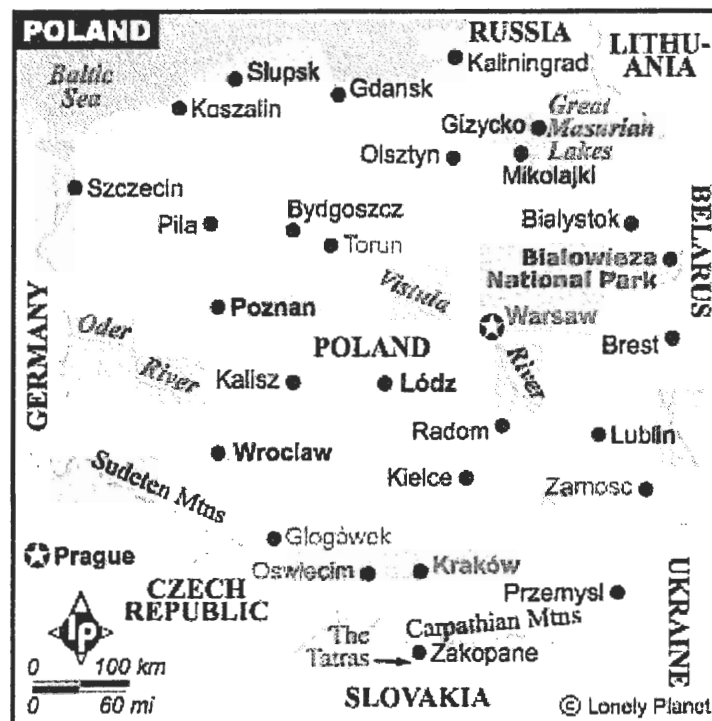 POLAND
RUSSIA
LITHU-
ANIA
Baltic
Sea
Slupsk
Kaliningrad
Koszalin
Gdansk
Gizycko
Great
Masurian
Lakes
Olsztyn
Mikolajki
Szczecin
Pila
Bydgoszcz
Torun
Bialystok
BELARUS
Bialowieza
National Park
GERMANY
Poznan
Vistula
River
Warsaw
Oder
River
POLAND
Brest
Kalisz
Lódz
Radom
Lublin
Wroclaw
Sudeten Mtns
Kielce
Zamosc
Glogówek
Prague
Oswiecim
Kraków
CZECH
REPUBLIC
Przemysl
UKRAINE
lp
The
Tatras
Carpathian Mtns
Zakopane
0 100 km
0 60 mi
SLOVAKIA
© Lonely Planet